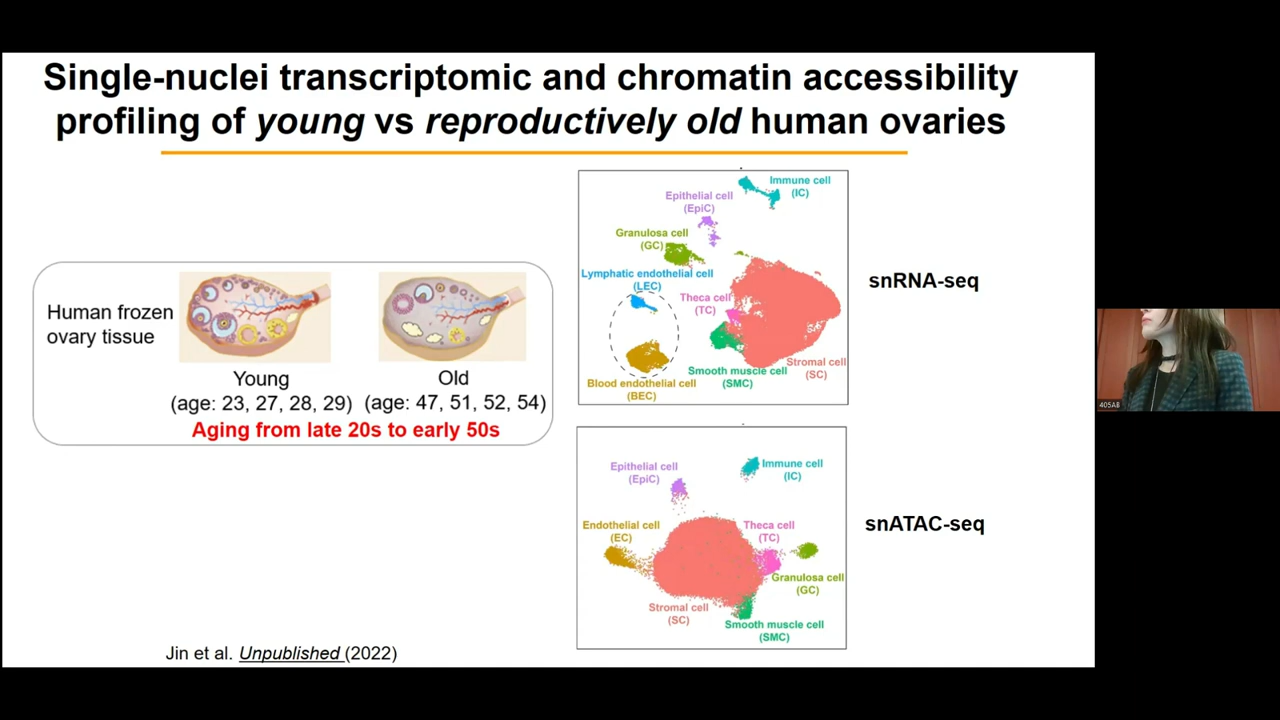 Single-nuclei transcriptomic and chromatin accessibility
profiling of young vs reproductively old human ovaries
Human frozen
ovary tissue
Young
(age: 23, 27, 28, 29)
Old
(age: 47, 51, 52, 54)
Aging from late 20s to early 50s
Immune cell
(IC)
Epithelial cell
(EpiC)
Granulosa cell
(GC)
Lymphatic endothelial cell
(LEC)
Theca cell
(TC)
Stromal cell
(SC)
Smooth muscle cell
(SMC)
Blood endothelial cell
(BEC)
snRNA-seq
Epithelial cell
(EpiC)
Immune cell
(IC)
Endothelial cell
(EC)
Theca cell
(TC)
Granulosa cell
(GC)
Stromal cell
(SC)
Smooth muscle cell
(SMC)
snATAC-seq
Jin et al. Unpublished (2022)
405AB